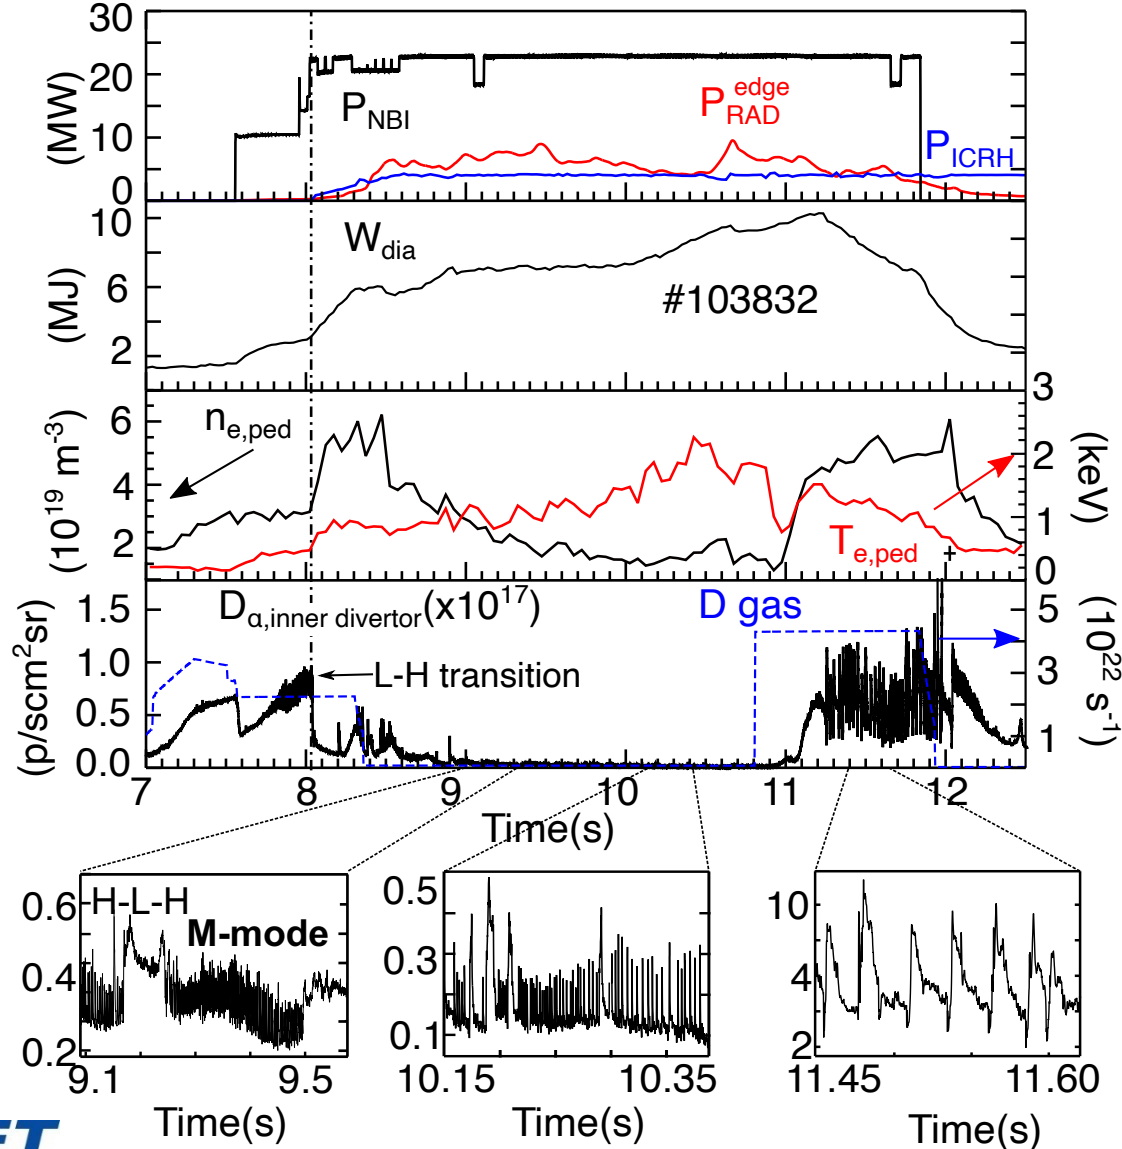 30
20
10
0
(MW)
P_NBI
P_RAD^edge
P_ICRH
10
6
2
(MJ)
W_dia
#103832
6
4
2
(10^19 m^-3)
n_e,ped
3
2
1
0
(keV)
T_e,ped
1.5
1.0
0.5
0.0
(p/scm^2sr)
D_α,inner divertor(x10^17)
D gas
L-H transition
5
3
1
(10^22 s^-1)
7 8 9 10 11 12
Time(s)
0.6
0.4
0.2
H-L-H
M-mode
9.1 9.5
Time(s)
0.5
0.3
0.1
10.15 10.35
Time(s)
10
4
2
11.45 11.60
Time(s)